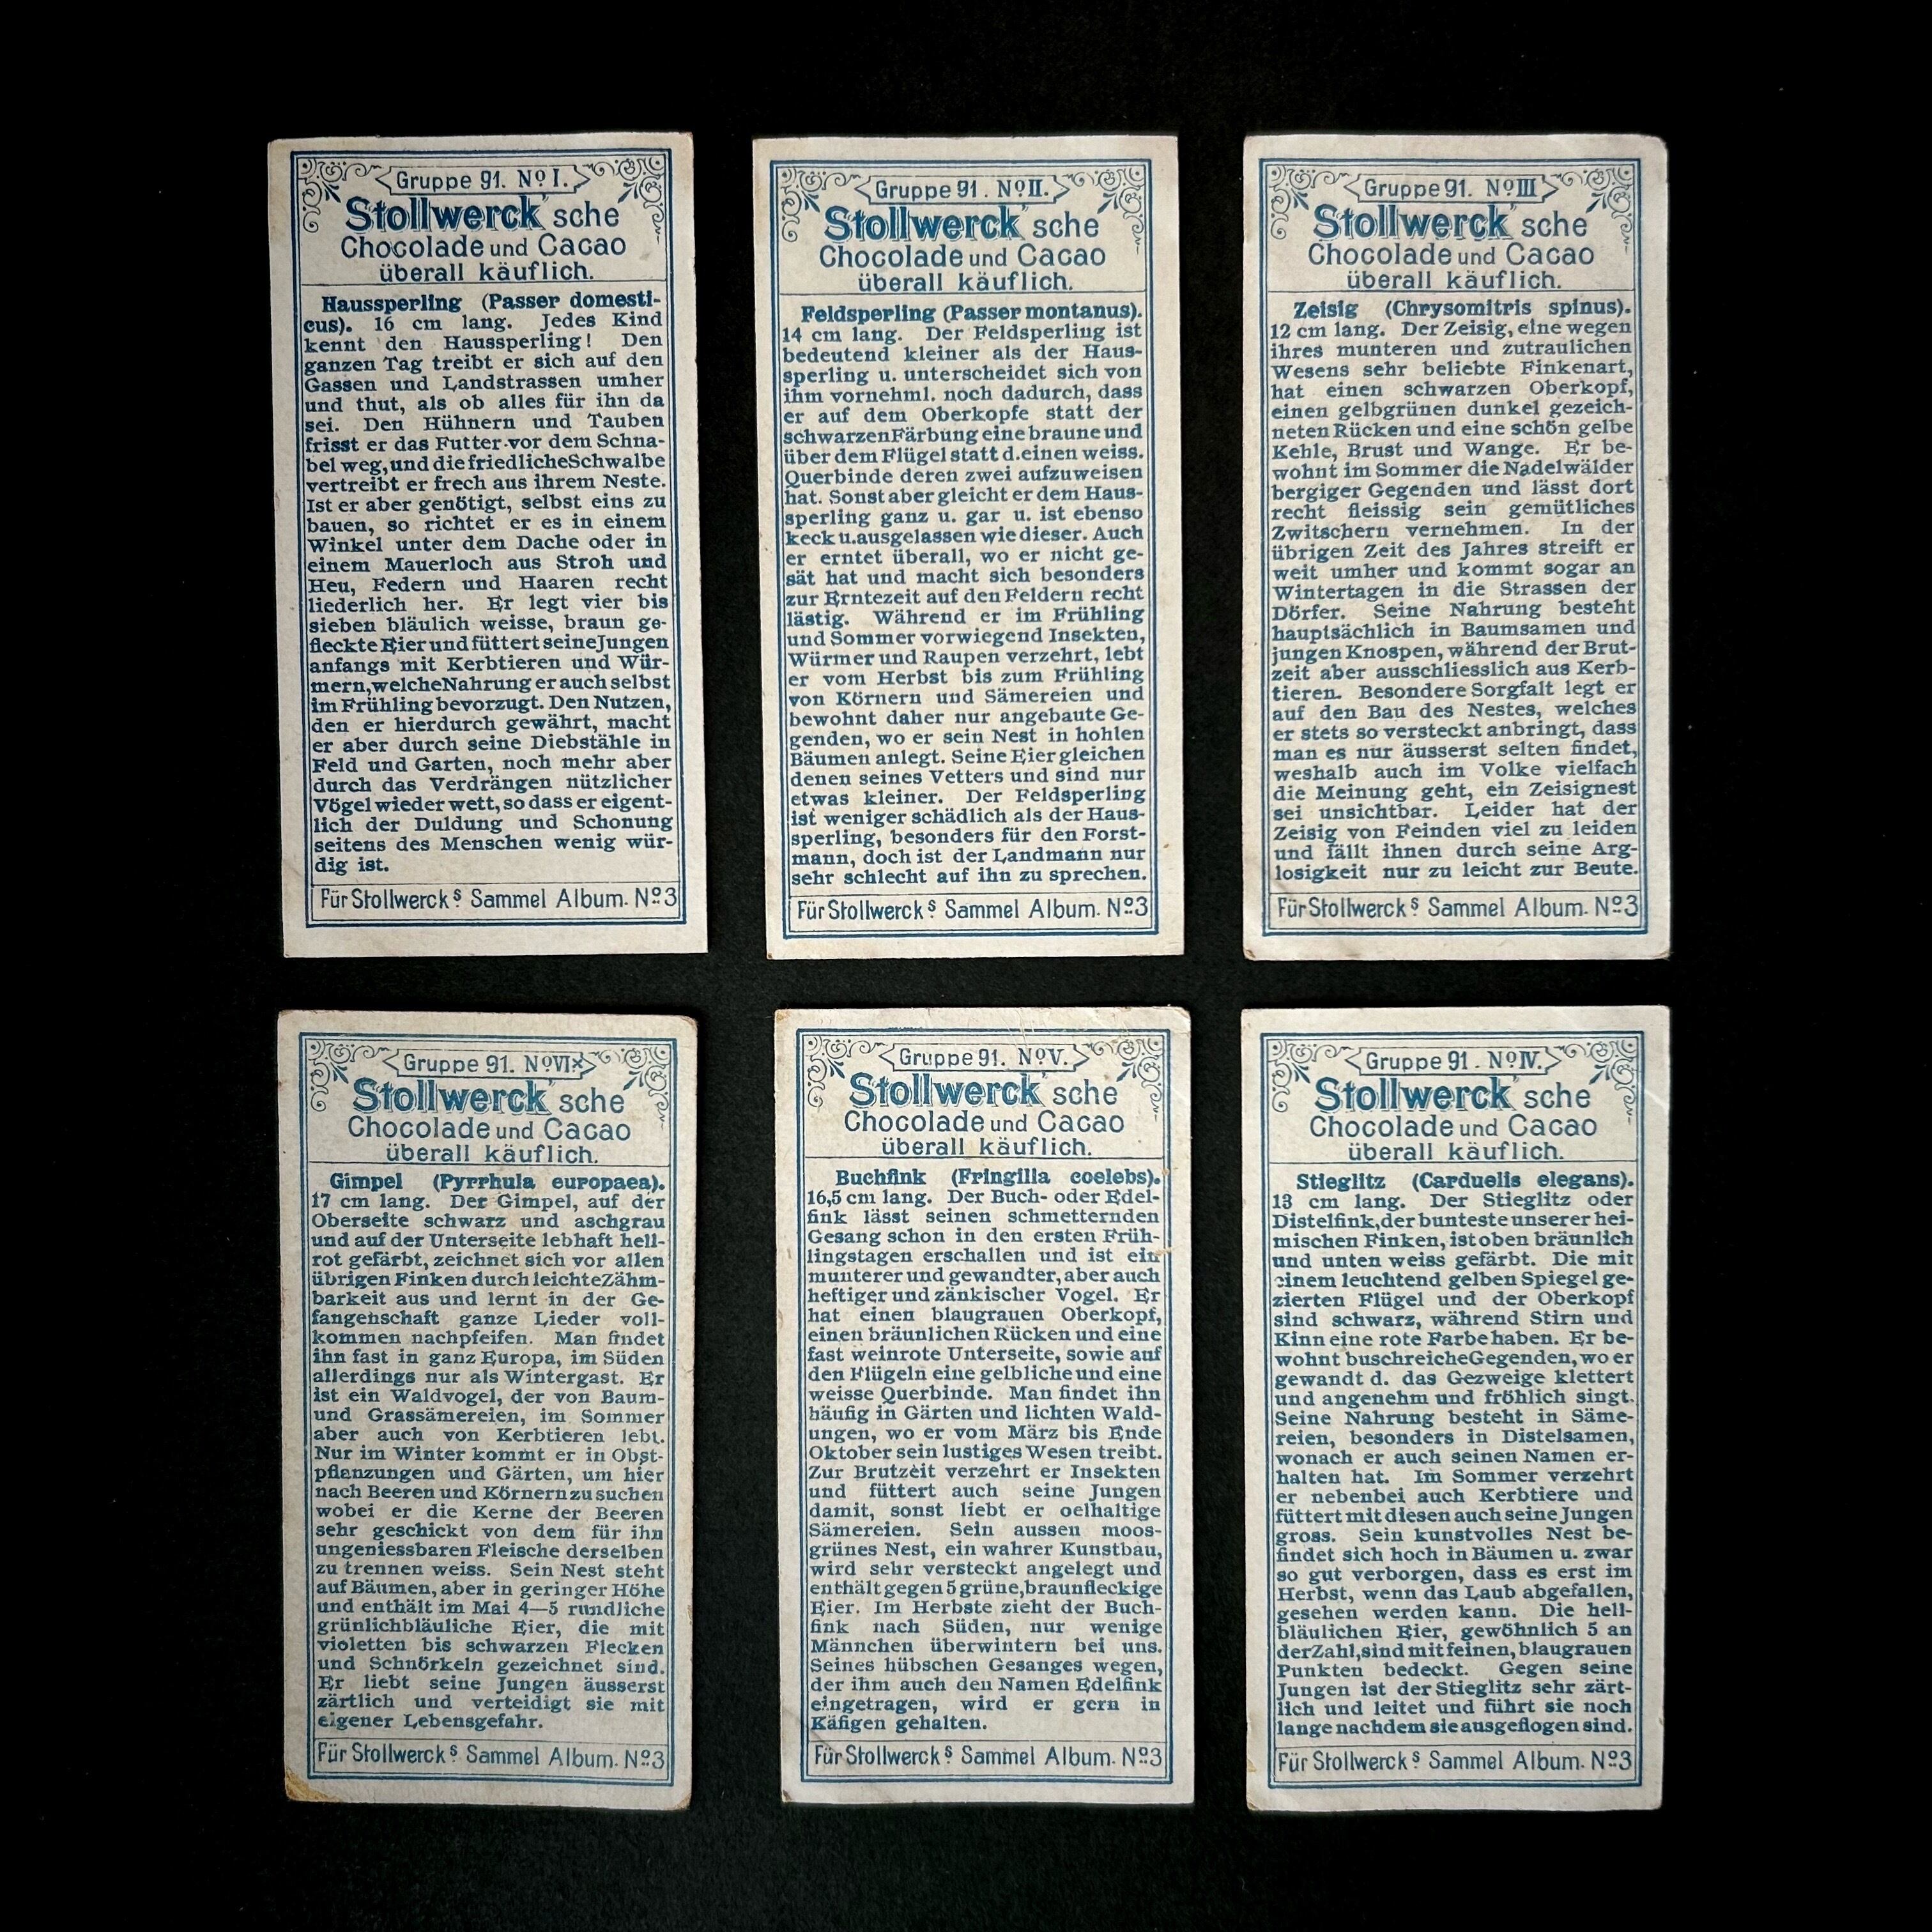 Gruppe 91. No I.
Stollwerck'sche
Chocolade und Cacao
überall käuflich.
Haussperling (Passer domesti-
cus). 16 cm lang. Jedes Kind
kennt den Haussperling! Den
ganzen Tag treibt er sich auf den
Gassen und Landstrassen umher
und thut, als ob alles für ihn da
sei. Den Hühnern und Tauben
frisst er das Futter vor dem Schna-
bel weg, und die friedliche Schwalbe
vertreibt er frech aus ihrem Neste.
Ist er aber genötigt, selbst eins zu
bauen, so richtet er es in einem
Winkel unter dem Dache oder in
einem Mauerloch aus Stroh und
Heu, Federn und Haaren recht
liederlich her. Er legt vier bis
sieben bläulich weisse, braun ge-
fleckte Eier und füttert seine Jungen
anfangs mit Kerbtieren und Wür-
mern, welche Nahrung er auch selbst
im Frühling bevorzugt. Den Nutzen,
den er hierdurch gewährt, macht
er aber durch seine Diebstähle in
Feld und Garten, noch mehr aber
durch das Verdrängen nützlicher
Vögel wieder wett, so dass er eigent-
lich der Duldung und Schonung
seitens des Menschen wenig wür-
dig ist.
Für Stollwercks Sammel Album. No 3
Gruppe 91. No II.
Stollwerck'sche
Chocolade und Cacao
überall käuflich.
Feldsperling (Passer montanus).
14 cm lang. Der Feldsperling ist
bedeutend kleiner als der Haus-
sperling u. unterscheidet sich von
ihm vornehml. noch dadurch, dass
er auf dem Oberkopfe statt der
schwarzen Färbung eine braune und
über dem Flügel statt d. einen weiss.
Querbinde deren zwei aufzuweisen
hat. Sonst aber gleicht er dem Haus-
sperling ganz u. gar u. ist ebenso
keck u. ausgelassen wie dieser. Auch
er erntet überall, wo er nicht ge-
sät hat und macht sich besonders
zur Erntezeit auf den Feldern recht
lästig. Während er im Frühling
und Sommer vorwiegend Insekten,
Würmer und Raupen verzehrt, lebt
er vom Herbst bis zum Frühling
von Körnern und Sämereien und
bewohnt daher nur angebaute Ge-
genden, wo er sein Nest in hohlen
Bäumen anlegt. Seine Eier gleichen
denen seines Vetters und sind nur
etwas kleiner. Der Feldsperling
ist weniger schädlich als der Haus-
sperling, besonders für den Forst-
mann, doch ist der Landmann nur
sehr schlecht auf ihn zu sprechen.
Für Stollwercks Sammel Album. No 3
Gruppe 91. No III
Stollwerck'sche
Chocolade und Cacao
überall käuflich.
Zeisig (Chrysomitris spinus).
12 cm lang. Der Zeisig, eine wegen
ihres munteren und zutraulichen
Wesens sehr beliebte Finkenart,
hat einen schwarzen Oberkopf,
einen gelbgrünen dunkel gezeich-
neten Rücken und eine schön gelbe
Kehle, Brust und Wange. Er be-
wohnt im Sommer die Nadelwälder
bergiger Gegenden und lässt dort
recht fleissig sein gemütliches
Zwitschern vernehmen. In der
übrigen Zeit des Jahres streift er
weit umher und kommt sogar an
Wintertagen in die Strassen der
Dörfer. Seine Nahrung besteht
hauptsächlich in Baumsamen und
jungen Knospen, während der Brut-
zeit aber ausschliesslich aus Kerb-
tieren. Besondere Sorgfalt legt er
auf den Bau des Nestes, welches
er stets so versteckt anbringt, dass
man es nur äusserst selten findet,
weshalb auch im Volke vielfach
die Meinung geht, ein Zeisignest
sei unsichtbar. Leider hat der
Zeisig von Feinden viel zu leiden
und fällt ihnen durch seine Arg-
losigkeit nur zu leicht zur Beute.
Für Stollwercks Sammel Album. No 3
Gruppe 91. No VI×
Stollwerck'sche
Chocolade und Cacao
überall käuflich.
Gimpel (Pyrrhula europaea).
17 cm lang. Der Gimpel, auf der
Oberseite schwarz und aschgrau
und auf der Unterseite lebhaft hell-
rot gefärbt, zeichnet sich vor allen
übrigen Finken durch leichte Zähm-
barkeit aus und lernt in der Ge-
fangenschaft ganze Lieder voll-
kommen nachpfeifen. Man findet
ihn fast in ganz Europa, im Süden
allerdings nur als Wintergast. Er
ist ein Waldvogel, der von Baum-
und Grassämereien, im Sommer
aber auch von Kerbtieren lebt.
Nur im Winter kommt er in Obst-
pflanzungen und Gärten, um hier
nach Beeren und Körnern zu suchen
wobei er die Kerne der Beeren
sehr geschickt von dem für ihn
ungeniessbaren Fleische derselben
zu trennen weiss. Sein Nest steht
auf Bäumen, aber in geringer Höhe
und enthält im Mai 4—5 rundliche
grünlichbläuliche Eier, die mit
violetten bis schwarzen Flecken
und Schnörkeln gezeichnet sind.
Er liebt seine Jungen äusserst
zärtlich und verteidigt sie mit
eigener Lebensgefahr.
Für Stollwercks Sammel Album. No 3
Gruppe 91. No V.
Stollwerck'sche
Chocolade und Cacao
überall käuflich.
Buchfink (Fringilla coelebs).
16,5 cm lang. Der Buch- oder Edel-
fink lässt seinen schmetternden
Gesang schon in den ersten Früh-
lingstagen erschallen und ist ein
munterer und gewandter, aber auch
heftiger und zänkischer Vogel. Er
hat einen blaugrauen Oberkopf,
einen bräunlichen Rücken und eine
fast weinrote Unterseite, sowie auf
den Flügeln eine gelbliche und eine
weisse Querbinde. Man findet ihn
häufig in Gärten und lichten Wald-
ungen, wo er vom März bis Ende
Oktober sein lustiges Wesen treibt.
Zur Brutzeit verzehrt er Insekten
und füttert auch seine Jungen
damit, sonst liebt er oelhaltige
Sämereien. Sein aussen moos-
grünes Nest, ein wahrer Kunstbau,
wird sehr versteckt angelegt und
enthält gegen 5 grüne, braunfleckige
Eier. Im Herbste zieht der Buch-
fink nach Süden, nur wenige
Männchen überwintern bei uns.
Seines hübschen Gesanges wegen,
der ihm auch den Namen Edelfink
eingetragen, wird er gern in
Käfigen gehalten.
Für Stollwercks Sammel Album. No 3
Gruppe 91. No IV.
Stollwerck'sche
Chocolade und Cacao
überall käuflich.
Stieglitz (Carduelis elegans).
13 cm lang. Der Stieglitz oder
Distelfink, der bunteste unserer hei-
mischen Finken, ist oben bräunlich
und unten weiss gefärbt. Die mit
einem leuchtend gelben Spiegel ge-
zierten Flügel und der Oberkopf
sind schwarz, während Stirn und
Kinn eine rote Farbe haben. Er be-
wohnt buschreiche Gegenden, wo er
gewandt d. das Gezweige klettert
und angenehm und fröhlich singt.
Seine Nahrung besteht in Säme-
reien, besonders in Distelsamen,
wonach er auch seinen Namen er-
halten hat. Im Sommer verzehrt
er nebenbei auch Kerbtiere und
füttert mit diesen auch seine Jungen
gross. Sein kunstvolles Nest be-
findet sich hoch in Bäumen u. zwar
so gut verborgen, dass es erst im
Herbst, wenn das Laub abgefallen,
gesehen werden kann. Die hell-
bläulichen Eier, gewöhnlich 5 an
der Zahl, sind mit feinen, blaugrauen
Punkten bedeckt. Gegen seine
Jungen ist der Stieglitz sehr zärt-
lich und leitet und führt sie noch
lange nachdem sie ausgeflogen sind.
Für Stollwercks Sammel Album. No 3